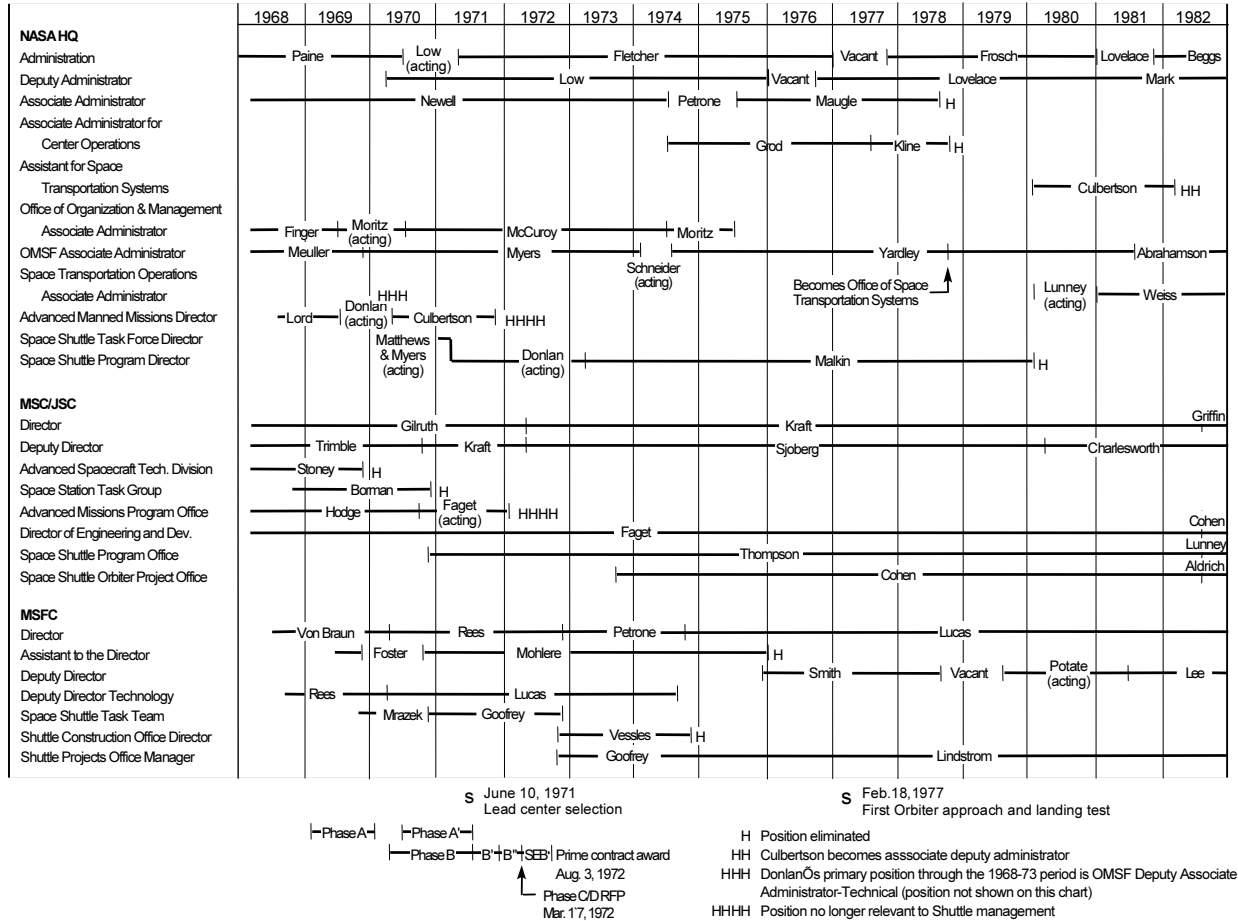 1968 1969 1970 1971 1972 1973 1974 1975 1976 1977 1978 1979 1980 1981 1982
NASA HQ
Administration Paine Low (acting) Fletcher Vacant Frosch Lovelace Beggs
Deputy Administrator Low Vacant Lovelace Mark
Associate Administrator Newell Petrone Maugle H
Associate Administrator for
Center Operations Grod Kline H
Assistant for Space
Transportation Systems Culbertson HH
Office of Organization & Management
Associate Administrator Finger Moritz (acting) McCuroy Moritz
OMSF Associate Administrator Meuller Myers Schneider (acting) Yardley Abrahamson
Space Transportation Operations
Becomes Office of Space
Transportation Systems
Associate Administrator Lunney (acting) Weiss
HHH
Advanced Manned Missions Director Lord Donlan (acting) Culbertson HHHH
Space Shuttle Task Force Director Matthews & Myers (acting)
Space Shuttle Program Director Donlan (acting) Malkin H
MSC/JSC
Director Gilruth Kraft Griffin
Deputy Director Trimble Kraft Sjoberg Charlesworth
Advanced Spacecraft Tech. Division Stoney H
Space Station Task Group Borman H
Advanced Missions Program Office Hodge Faget (acting) HHHH
Director of Engineering and Dev. Faget Cohen
Space Shuttle Program Office Thompson Lunney
Space Shuttle Orbiter Project Office Cohen Aldrich
MSFC
Director Von Braun Rees Petrone Lucas
Assistant to the Director Foster Mohlere H
Deputy Director Smith Vacant Potate (acting) Lee
Deputy Director Technology Rees Lucas
Space Shuttle Task Team Mrazek Goofrey
Shuttle Construction Office Director Vessles H
Shuttle Projects Office Manager Goofrey Lindstrom
S June 10, 1971
Lead center selection
S Feb.18,1977
First Orbiter approach and landing test
Phase A Phase A'
Phase B B' B" SEB' Prime contract award
Aug. 3, 1972
Phase C/D RFP
Mar. 1'7, 1972
H Position eliminated
HH Culbertson becomes asssociate deputy administrator
HHH DonlanÕs primary position through the 1968-73 period is OMSF Deputy Associate
Administrator-Technical (position not shown on this chart)
HHHH Position no longer relevant to Shuttle management